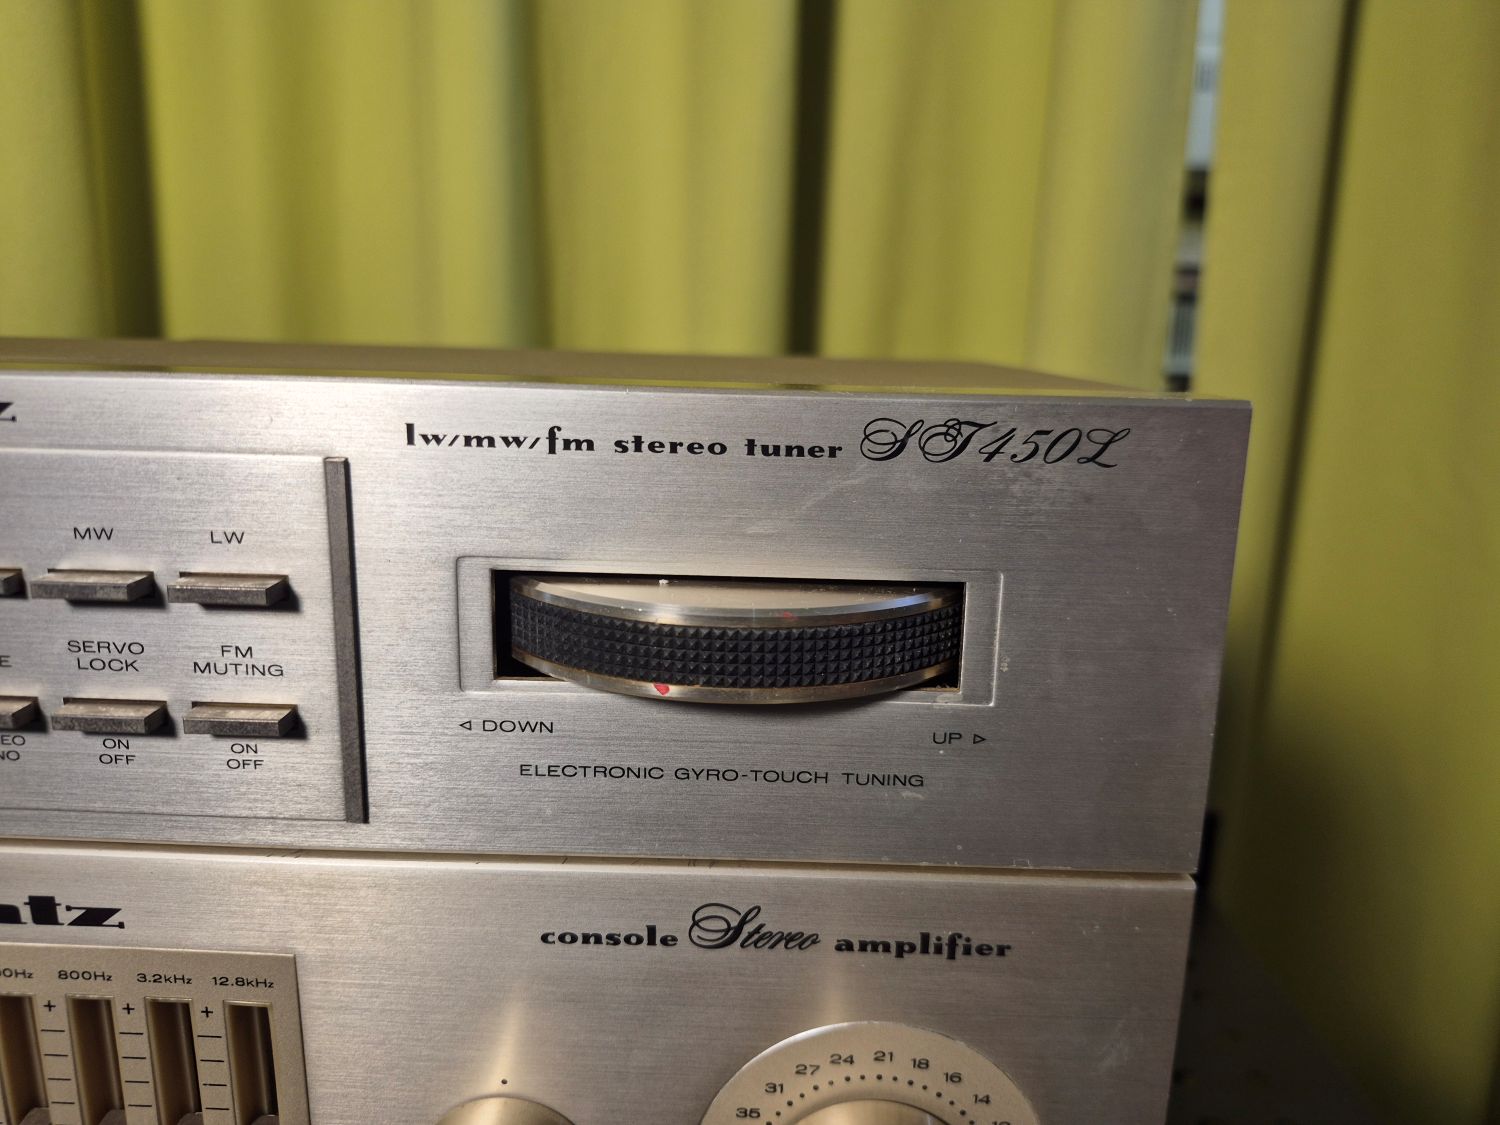 lw/mw/fm stereo tuner ST450L
MW LW
SERVO LOCK
FM MUTING
ON OFF
ON OFF
◁ DOWN
UP ▷
ELECTRONIC GYRO-TOUCH TUNING
console Stereo amplifier
800Hz 3.2kHz 12.8kHz
+ + +
35 31 27 24 21 18 16 14